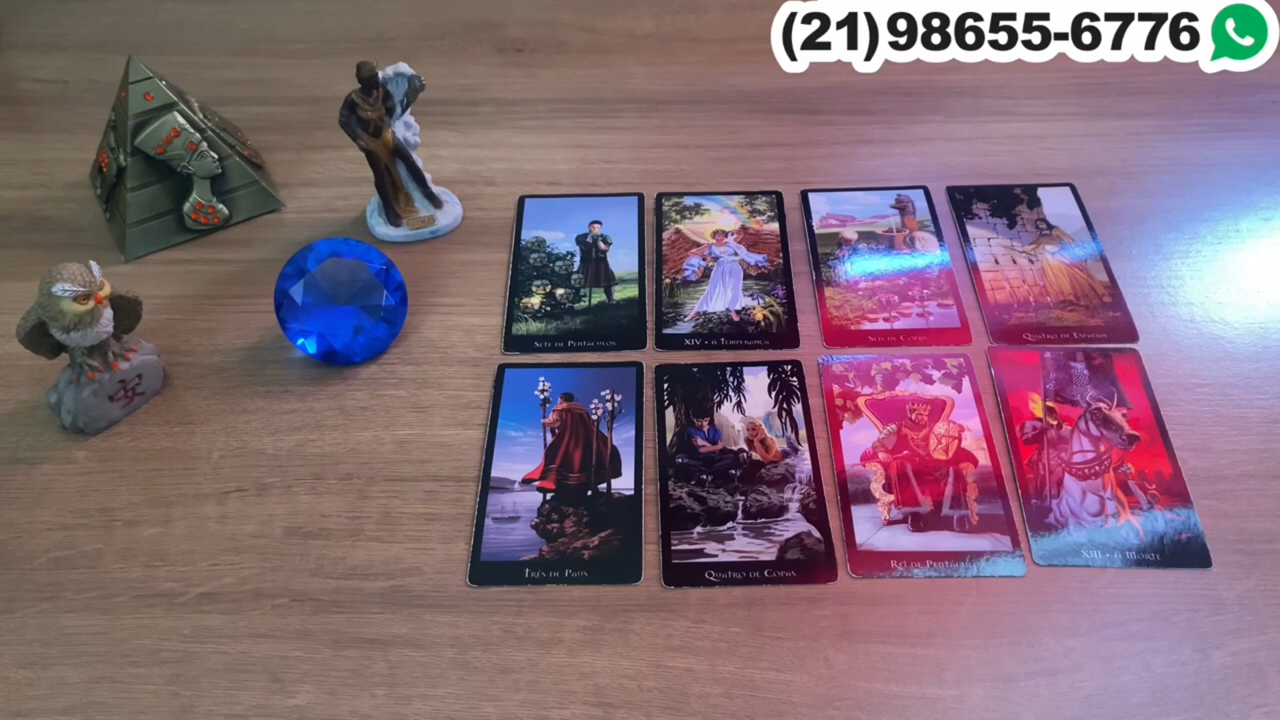 (21)98655-6776
SETE DE PENTÁCULOS
XIV • A TEMPERANÇA
SEIS DE COPAS
QUATRO DE ESPADAS
TRÊS DE PAUS
QUATRO DE COPAS
REI DE PENTÁCULOS
XIII • A MORTE
安